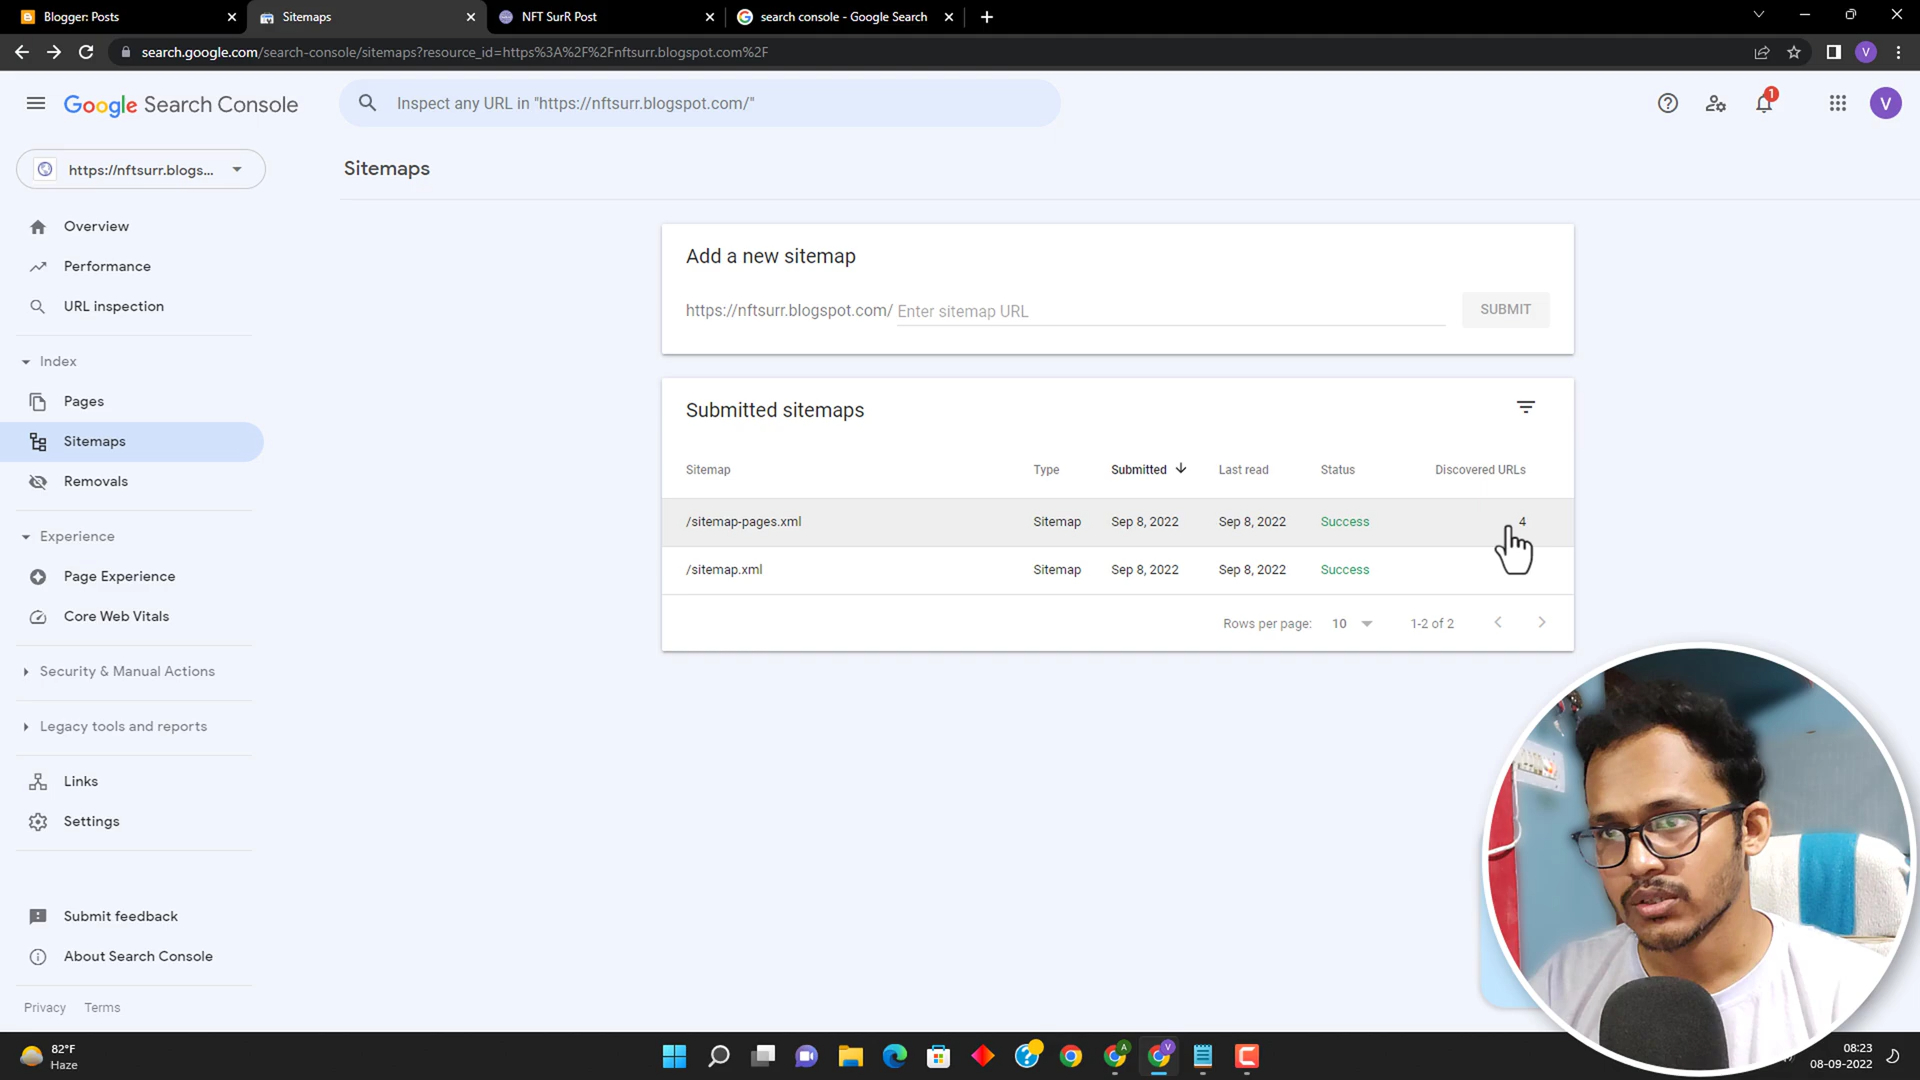 Blogger: Posts
Sitemaps
NFT SurR Post
search console - Google Search
search.google.com/search-console/sitemaps?resource_id=https%3A%2F%2Fnftsurr.blogspot.com%2F
V
Google Search Console
Inspect any URL in "https://nftsurr.blogspot.com/"
1
V
https://nftsurr.blogs...
Sitemaps
Overview
Performance
URL inspection
Index
Pages
Sitemaps
Removals
Experience
Page Experience
Core Web Vitals
Security & Manual Actions
Legacy tools and reports
Links
Settings
Submit feedback
About Search Console
Privacy Terms
Add a new sitemap
https://nftsurr.blogspot.com/ Enter sitemap URL
SUBMIT
Submitted sitemaps
Sitemap Type Submitted Last read Status Discovered URLs
/sitemap-pages.xml Sitemap Sep 8, 2022 Sep 8, 2022 Success 4
/sitemap.xml Sitemap Sep 8, 2022 Sep 8, 2022 Success
Rows per page: 10 1-2 of 2
82°F
Haze
A
V
08:23
08-09-2022